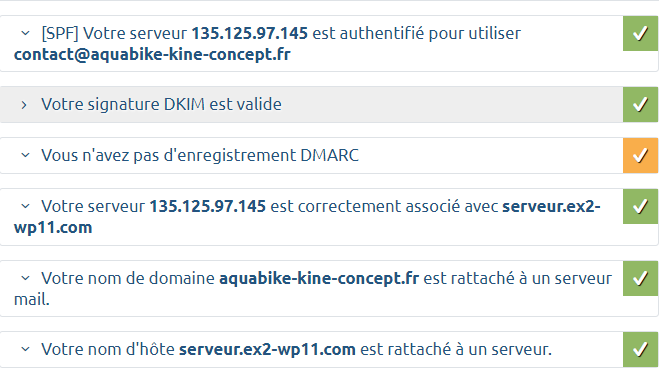 [SPF] Votre serveur 135.125.97.145 est authentifié pour utiliser
contact@aquabike-kine-concept.fr
Votre signature DKIM est valide
Vous n'avez pas d'enregistrement DMARC
Votre serveur 135.125.97.145 est correctement associé avec serveur.ex2-
wp11.com
Votre nom de domaine aquabike-kine-concept.fr est rattaché à un serveur
mail.
Votre nom d'hôte serveur.ex2-wp11.com est rattaché à un serveur.